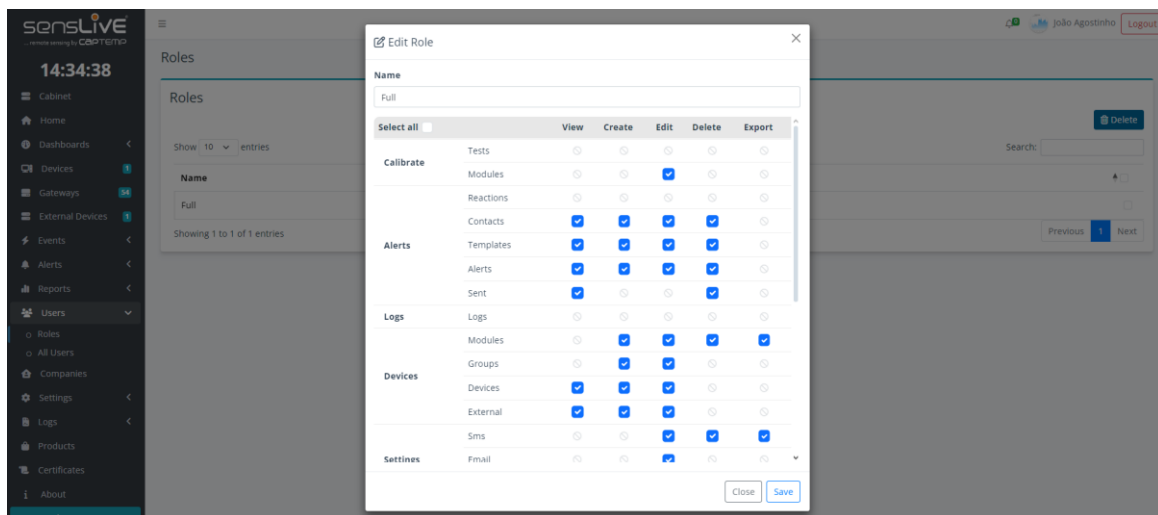 sensLiVE
... remote sensing by CAPTEMP
14:34:38
Cabinet
Home
Dashboards
Devices 1
Gateways 54
External Devices 1
Events
Alerts
Reports
Users
Roles
All Users
Companies
Settings
Logs
Products
Certificates
About
João Agostinho Logout
Roles
Roles
Delete
Show 10 entries
Search:
Name
Full
Showing 1 to 1 of 1 entries
Previous 1 Next
Edit Role
Name
Full
Select all View Create Edit Delete Export
Calibrate
Tests
Modules
Alerts
Reactions
Contacts
Templates
Alerts
Sent
Logs
Logs
Devices
Modules
Groups
Devices
External
Settings
Sms
Email
Close Save